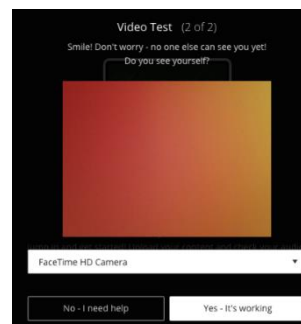 Video Test (2 of 2)
Smile! Don't worry - no one else can see you yet!
Do you see yourself?
FaceTime HD Camera
No - I need help
Yes - It's working